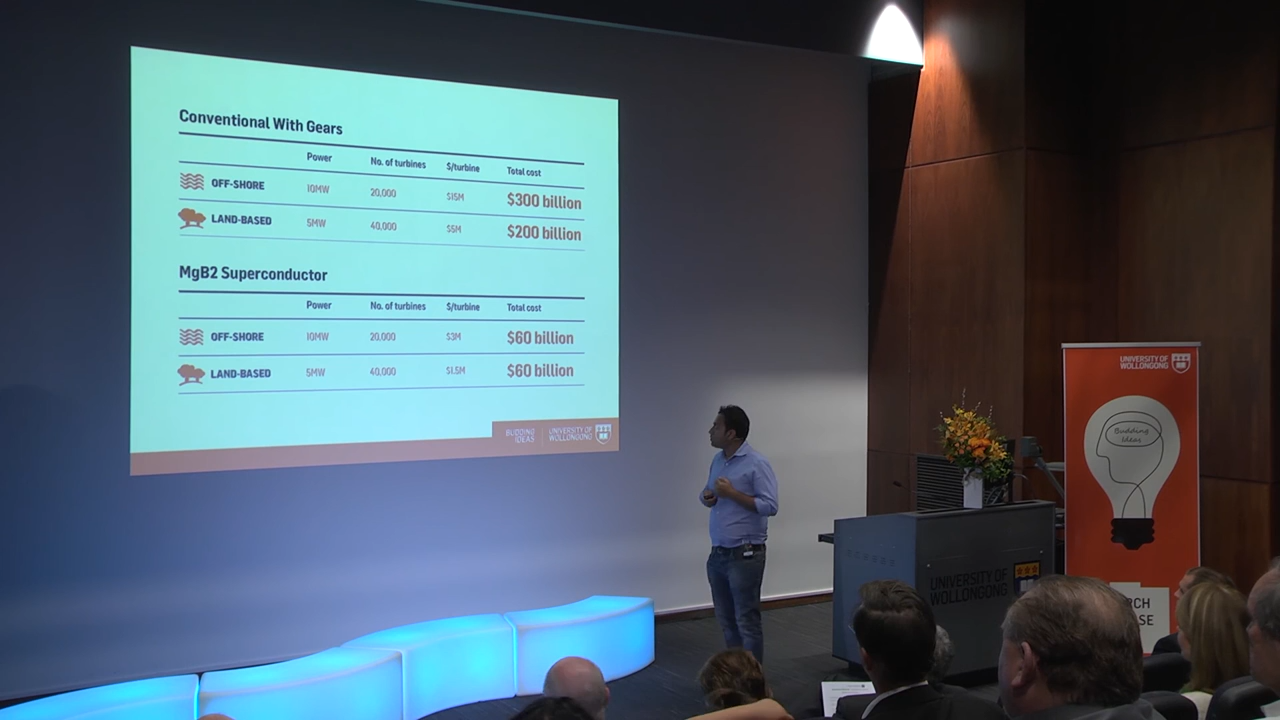 Conventional With Gears
Power No. of turbines $/turbine Total cost
OFF-SHORE 10MW 20,000 $15M $300 billion
LAND-BASED 5MW 40,000 $5M $200 billion
MgB2 Superconductor
Power No. of turbines $/turbine Total cost
OFF-SHORE 10MW 20,000 $3M $60 billion
LAND-BASED 5MW 40,000 $1.5M $60 billion
BUDDING
IDEAS
UNIVERSITY OF
WOLLONGONG
UNIVERSITY OF
WOLLONGONG
Budding
Ideas
UNIVERSITY OF
WOLLONGONG
RCH
SE